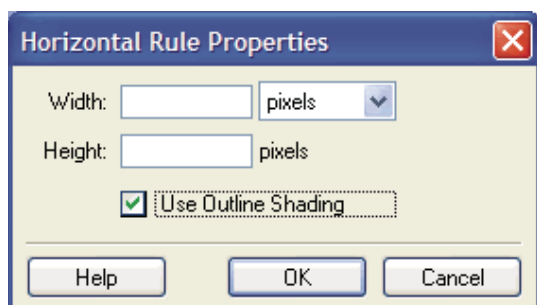 Horizontal Rule Properties
Width: pixels
Height: pixels
Use Outline Shading
Help OK Cancel